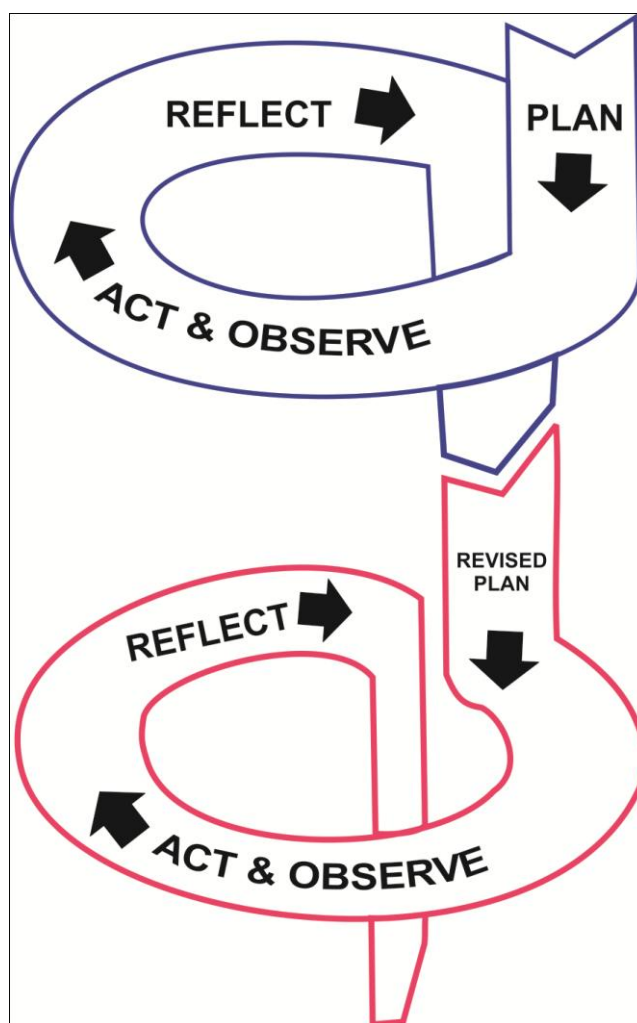 PLAN
REFLECT
ACT & OBSERVE
REVISED
PLAN
REFLECT
ACT & OBSERVE